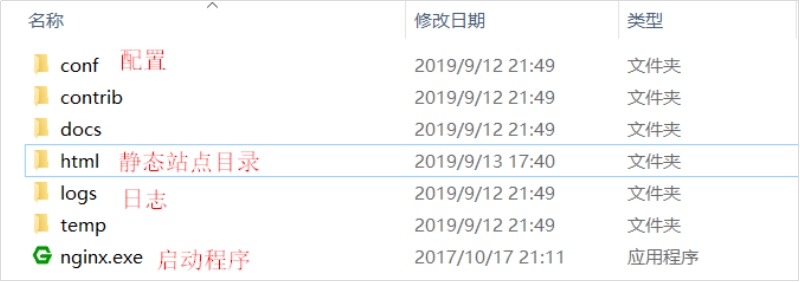 名称 修改日期 类型
conf 配置 2019/9/12 21:49 文件夹
contrib 2019/9/12 21:49 文件夹
docs 2019/9/12 21:49 文件夹
html 静态站点目录 2019/9/13 17:40 文件夹
logs 日志 2019/9/12 21:49 文件夹
temp 2019/9/12 21:49 文件夹
nginx.exe 启动程序 2017/10/17 21:11 应用程序